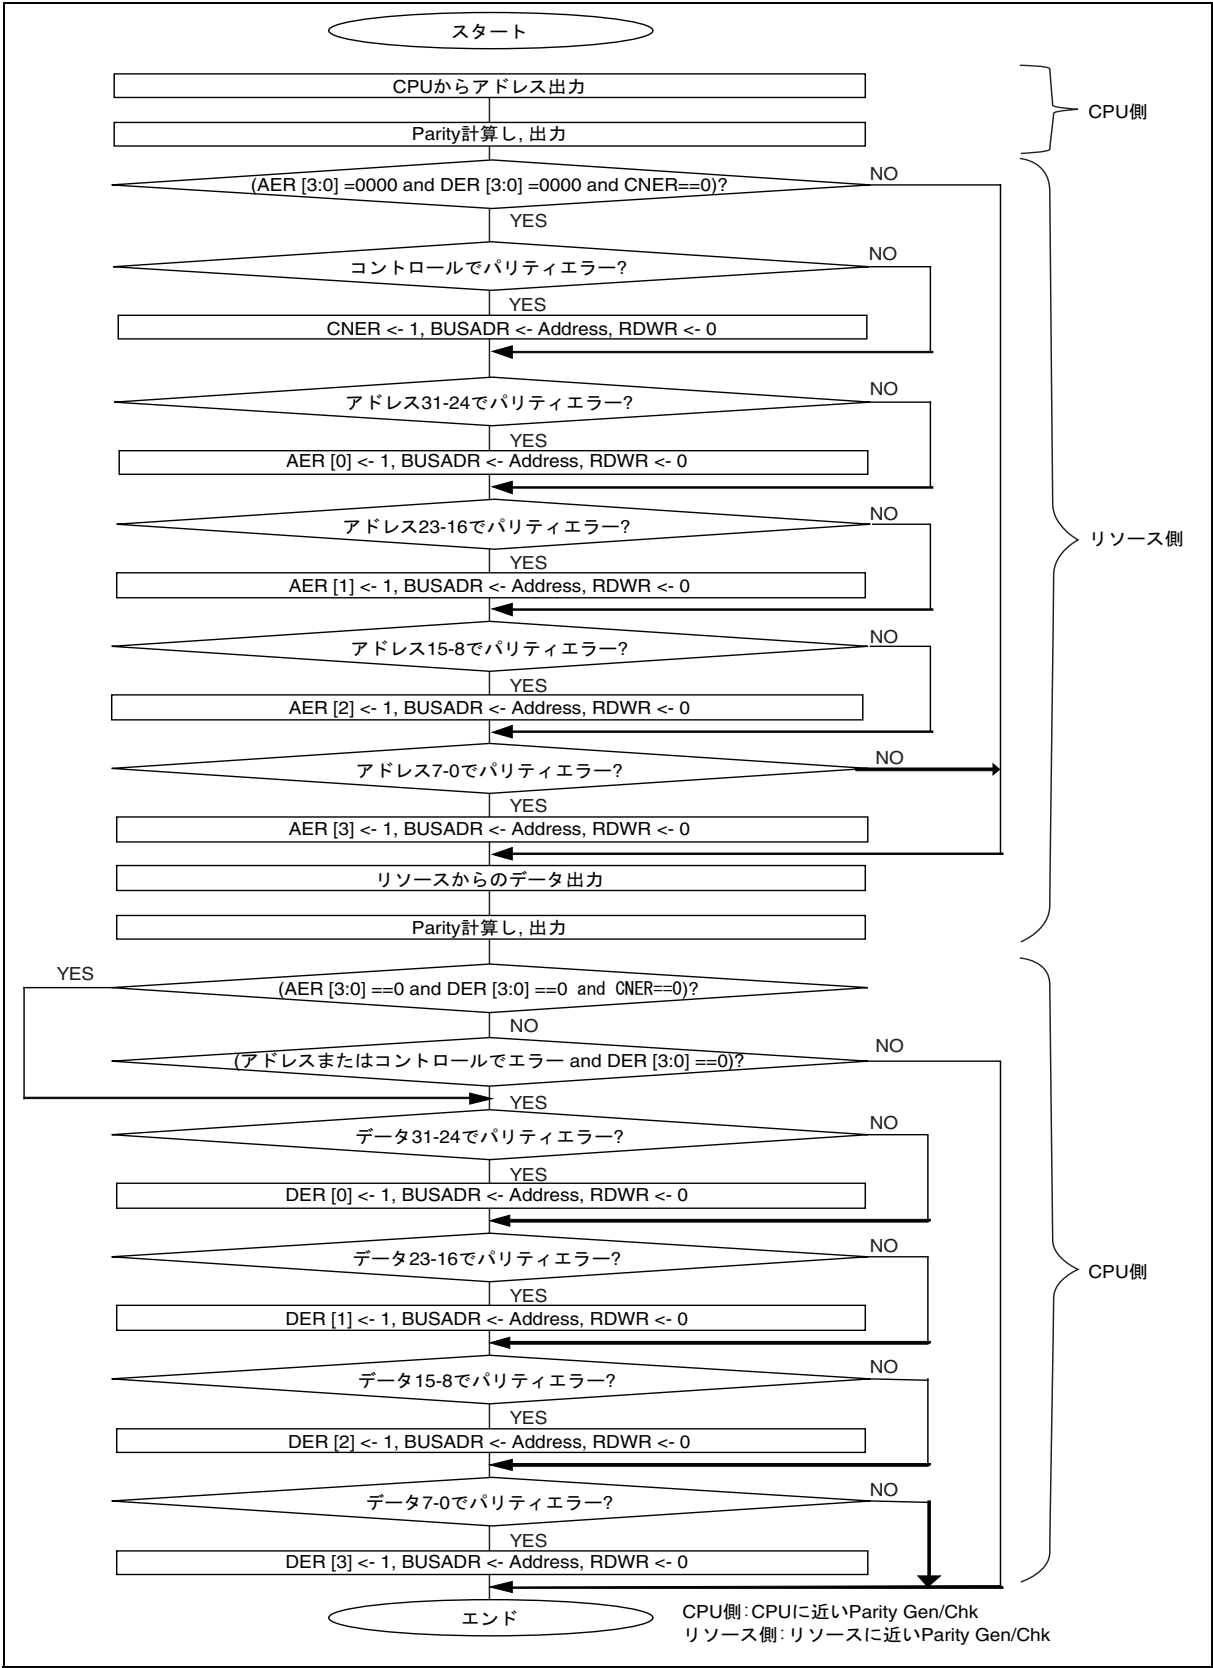 スタート
CPUからアドレス出力
CPU側
Parity計算し, 出力
(AER [3:0] =0000 and DER [3:0] =0000 and CNER==0)?
NO
YES
コントロールでパリティエラー?
NO
YES
CNER <- 1, BUSADR <- Address, RDWR <- 0
アドレス31-24でパリティエラー?
NO
YES
AER [0] <- 1, BUSADR <- Address, RDWR <- 0
アドレス23-16でパリティエラー?
NO
リソース側
YES
AER [1] <- 1, BUSADR <- Address, RDWR <- 0
アドレス15-8でパリティエラー?
NO
YES
AER [2] <- 1, BUSADR <- Address, RDWR <- 0
アドレス7-0でパリティエラー?
NO
YES
AER [3] <- 1, BUSADR <- Address, RDWR <- 0
リソースからのデータ出力
Parity計算し, 出力
YES
(AER [3:0] ==0 and DER [3:0] ==0 and CNER==0)?
NO
(アドレスまたはコントロールでエラー and DER [3:0] ==0)?
NO
YES
データ31-24でパリティエラー?
NO
YES
DER [0] <- 1, BUSADR <- Address, RDWR <- 0
データ23-16でパリティエラー?
NO
CPU側
YES
DER [1] <- 1, BUSADR <- Address, RDWR <- 0
データ15-8でパリティエラー?
NO
YES
DER [2] <- 1, BUSADR <- Address, RDWR <- 0
データ7-0でパリティエラー?
NO
YES
DER [3] <- 1, BUSADR <- Address, RDWR <- 0
エンド
CPU側：CPUに近いParity Gen/Chk
リソース側：リソースに近いParity Gen/Chk